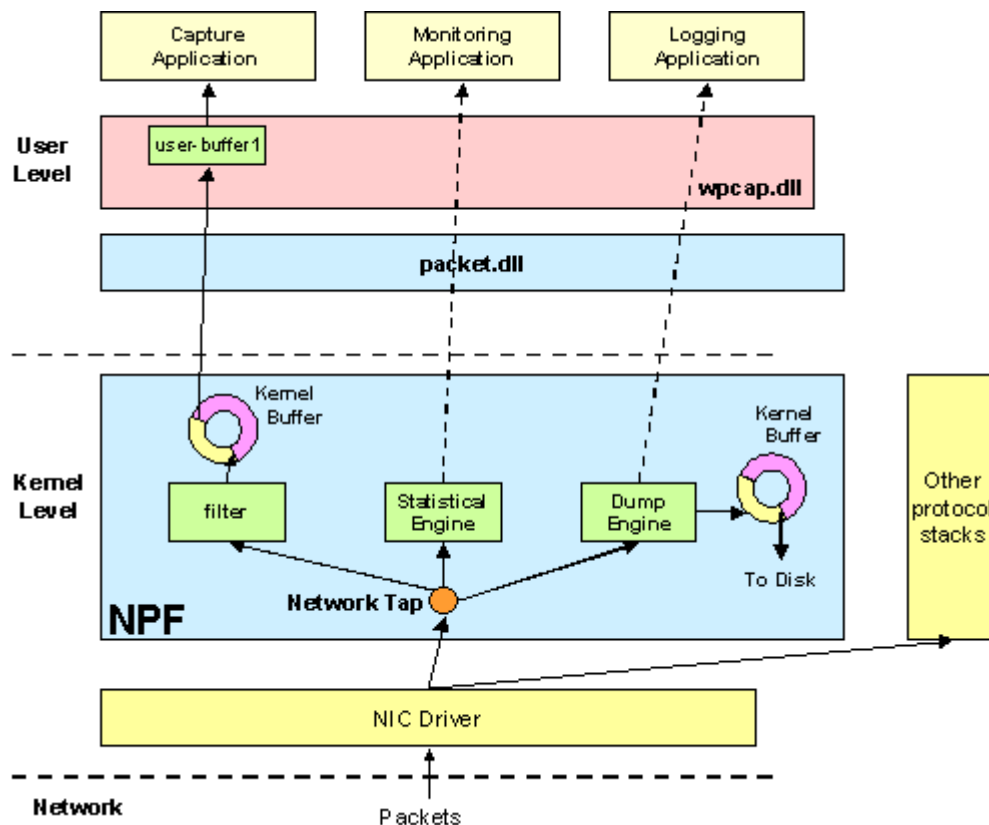 Capture
Application
Monitoring
Application
Logging
Application
User
Level
user-buffer1
wpcap.dll
packet.dll
Kernel
Buffer
Kernel
Buffer
Kernel
Level
filter
Statistical
Engine
Dump
Engine
Other
protocol
stacks
To Disk
Network Tap
NPF
NIC Driver
Network
Packets